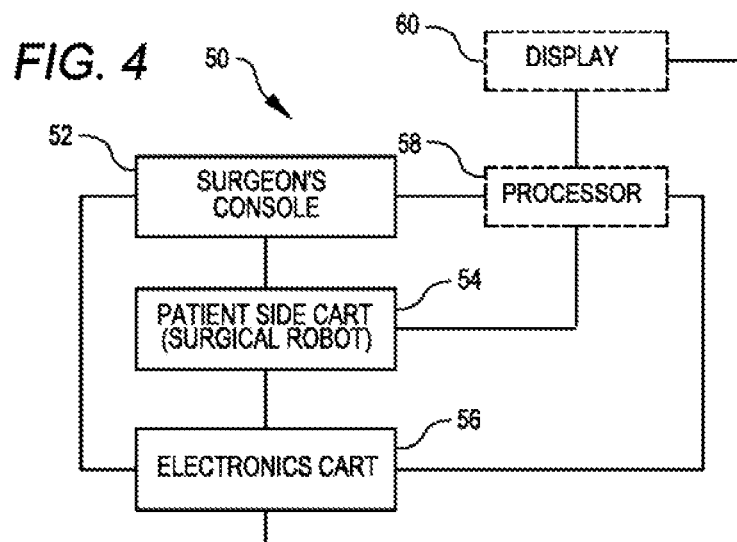 FIG. 4
50
60
DISPLAY
52
SURGEON'S
CONSOLE
58
PROCESSOR
54
PATIENT SIDE CART
(SURGICAL ROBOT)
56
ELECTRONICS CART